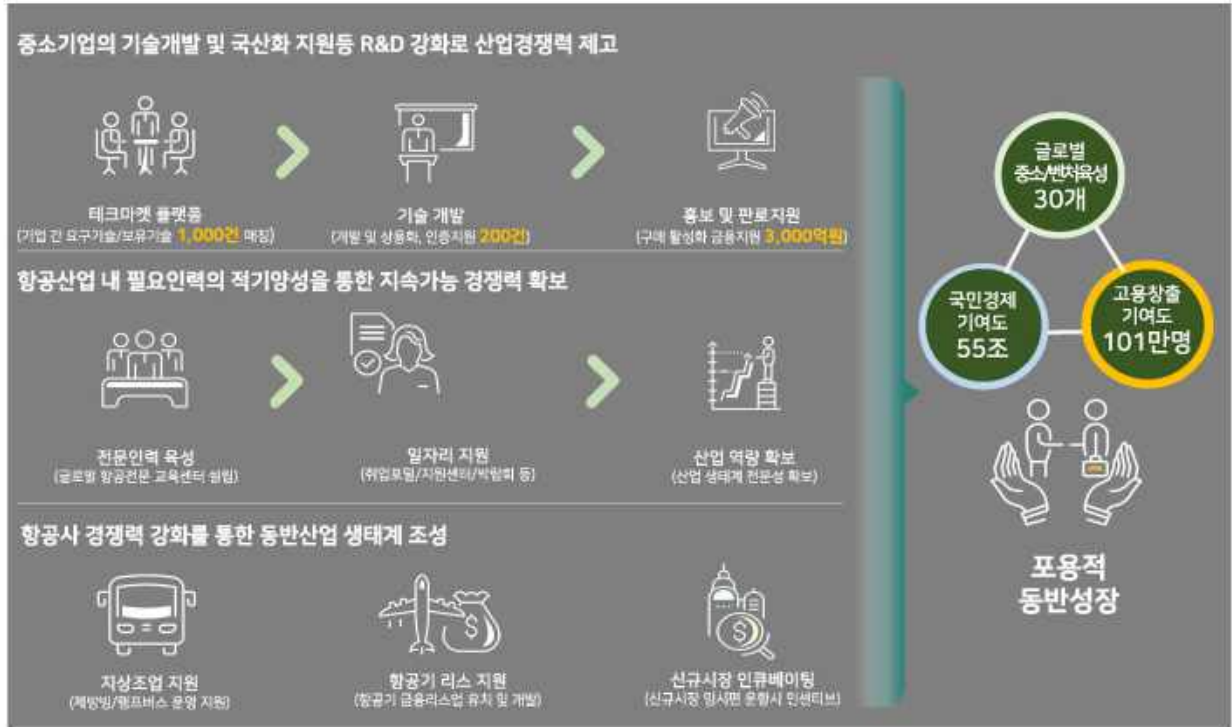 중소기업의 기술개발 및 국산화 지원등 R&D 강화로 산업경쟁력 제고
테크마켓 플랫폼
(기업 간 요구기술/보유기술 1,000건 매칭)
기술 개발
(개발 및 상용화, 인증지원 200건)
홍보 및 판로지원
(구매 활성화 금융지원 3,000억원)
항공산업 내 필요인력의 적기양성을 통한 지속가능 경쟁력 확보
전문인력 육성
(글로벌 항공전문 교육센터 설립)
일자리 지원
(취업포털/지원센터/박람회 등)
산업 역량 확보
(산업 생태계 전문성 확보)
항공사 경쟁력 강화를 통한 동반산업 생태계 조성
지상조업 지원
(제방빙/램프버스 운영 지원)
항공기 리스 지원
(항공기 금융리스업 유치 및 개발)
신규시장 인큐베이팅
(신규시장 임시편 운항시 인센티브)
글로벌
중소/벤처육성
30개
국민경제
기여도
55조
고용창출
기여도
101만명
포용적
동반성장